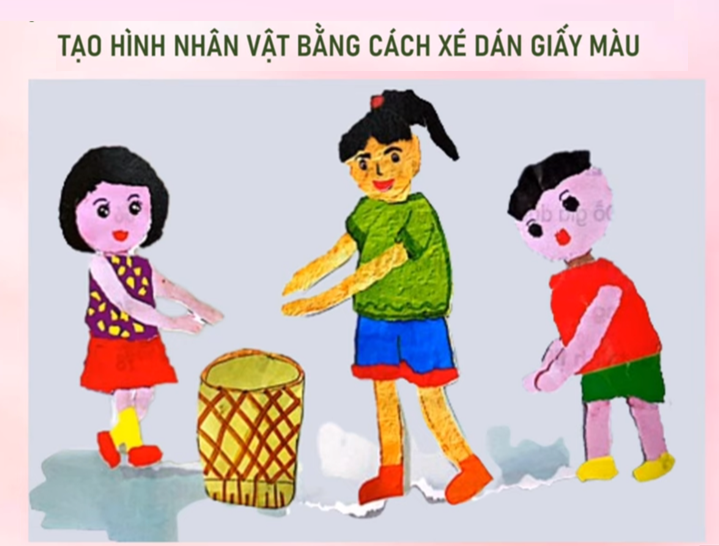 TẠO HÌNH NHÂN VẬT BẰNG CÁCH XÉ DÁN GIẤY MÀU